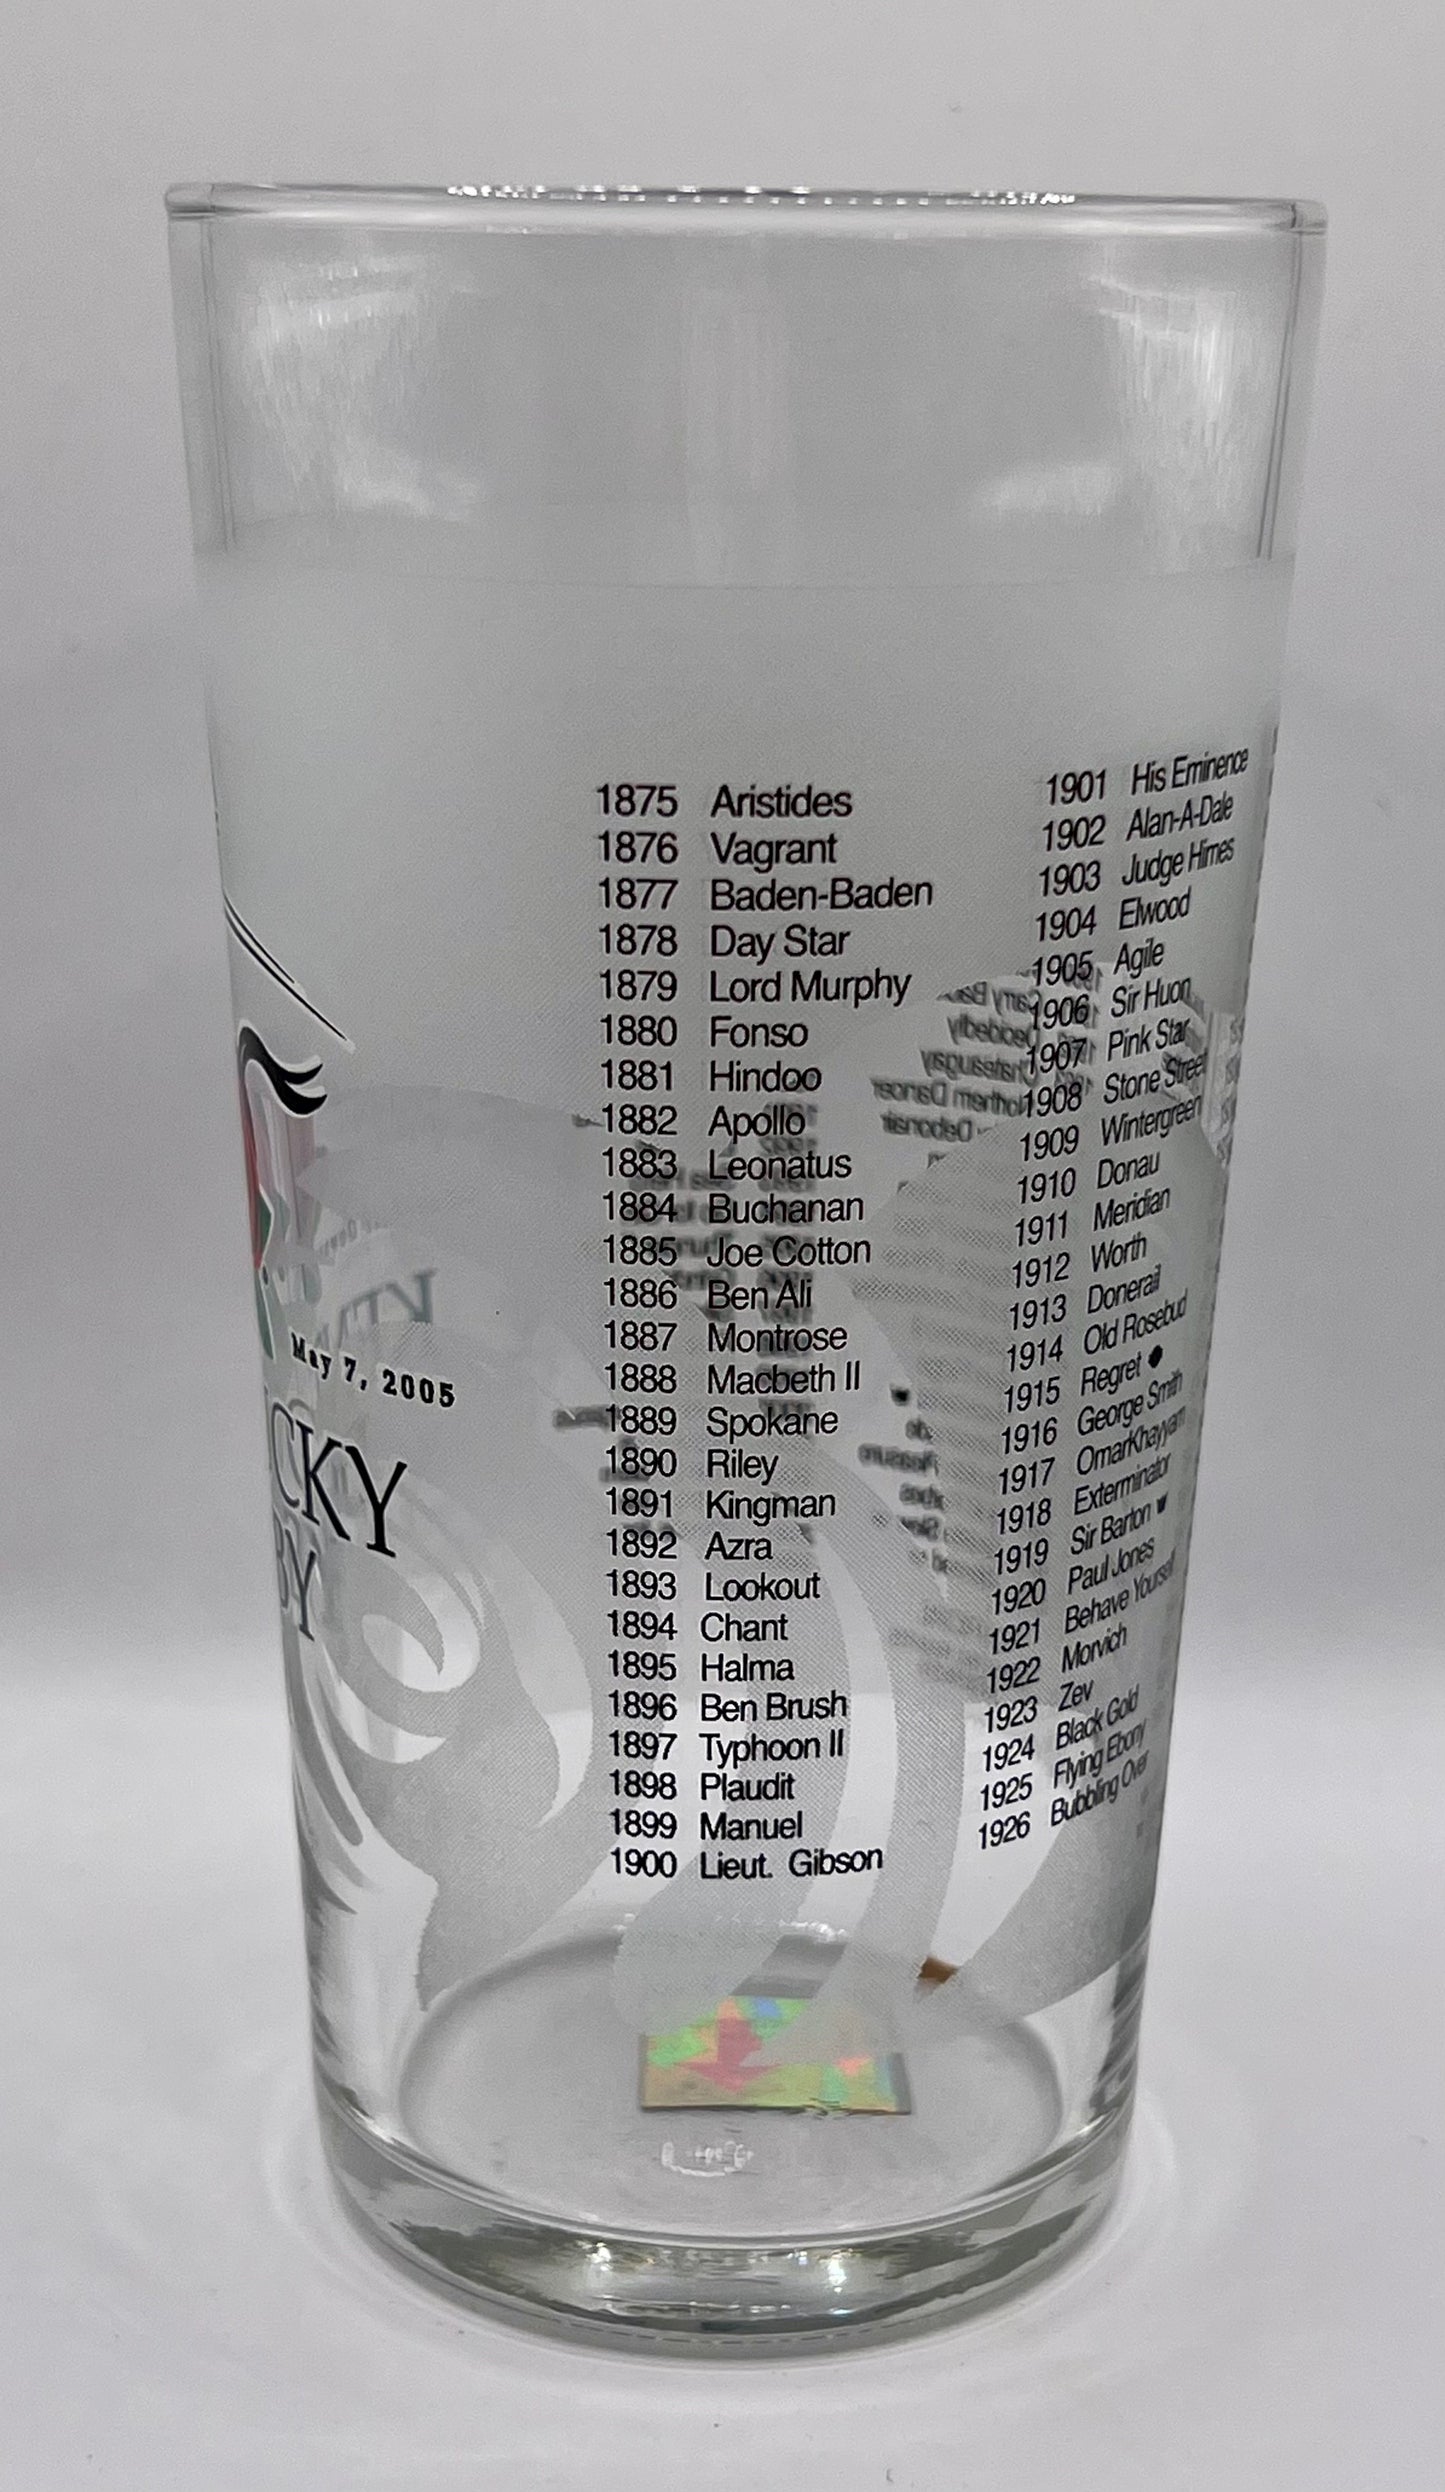 May 7, 2005
CKY
BY
1875 Aristides
1876 Vagrant
1877 Baden-Baden
1878 Day Star
1879 Lord Murphy
1880 Fonso
1881 Hindoo
1882 Apollo
1883 Leonatus
1884 Buchanan
1885 Joe Cotton
1886 Ben Ali
1887 Montrose
1888 Macbeth II
1889 Spokane
1890 Riley
1891 Kingman
1892 Azra
1893 Lookout
1894 Chant
1895 Halma
1896 Ben Brush
1897 Typhoon II
1898 Plaudit
1899 Manuel
1900 Lieut. Gibson
1901 His Eminence
1902 Alan-A-Dale
1903 Judge Himes
1904 Elwood
1905 Agile
1906 Sir Huon
1907 Pink Star
1908 Stone Street
1909 Wintergreen
1910 Donau
1911 Meridian
1912 Worth
1913 Donerail
1914 Old Rosebud
1915 Regret
1916 George Smith
1917 OmarKhayyam
1918 Exterminator
1919 Sir Barton
1920 Paul Jones
1921 Behave Yourself
1922 Morvich
1923 Zev
1924 Black Gold
1925 Flying Ebony
1926 Bubbling Over